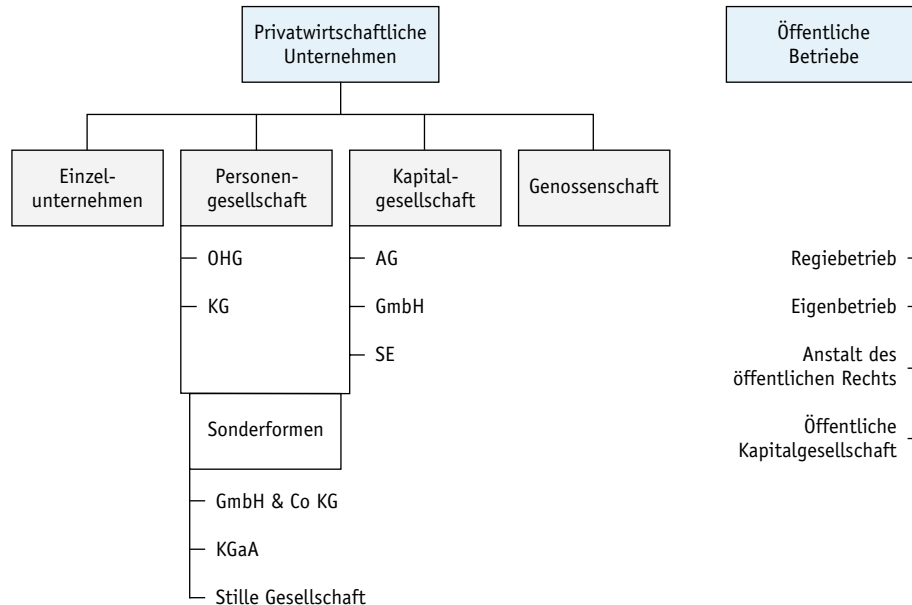 Privatwirtschaftliche
Unternehmen
Öffentliche
Betriebe
Einzel-
unternehmen
Personen-
gesellschaft
Kapital-
gesellschaft
Genossenschaft
OHG
KG
AG
GmbH
SE
Sonderformen
GmbH & Co KG
KGaA
Stille Gesellschaft
Regiebetrieb
Eigenbetrieb
Anstalt des
öffentlichen Rechts
Öffentliche
Kapitalgesellschaft